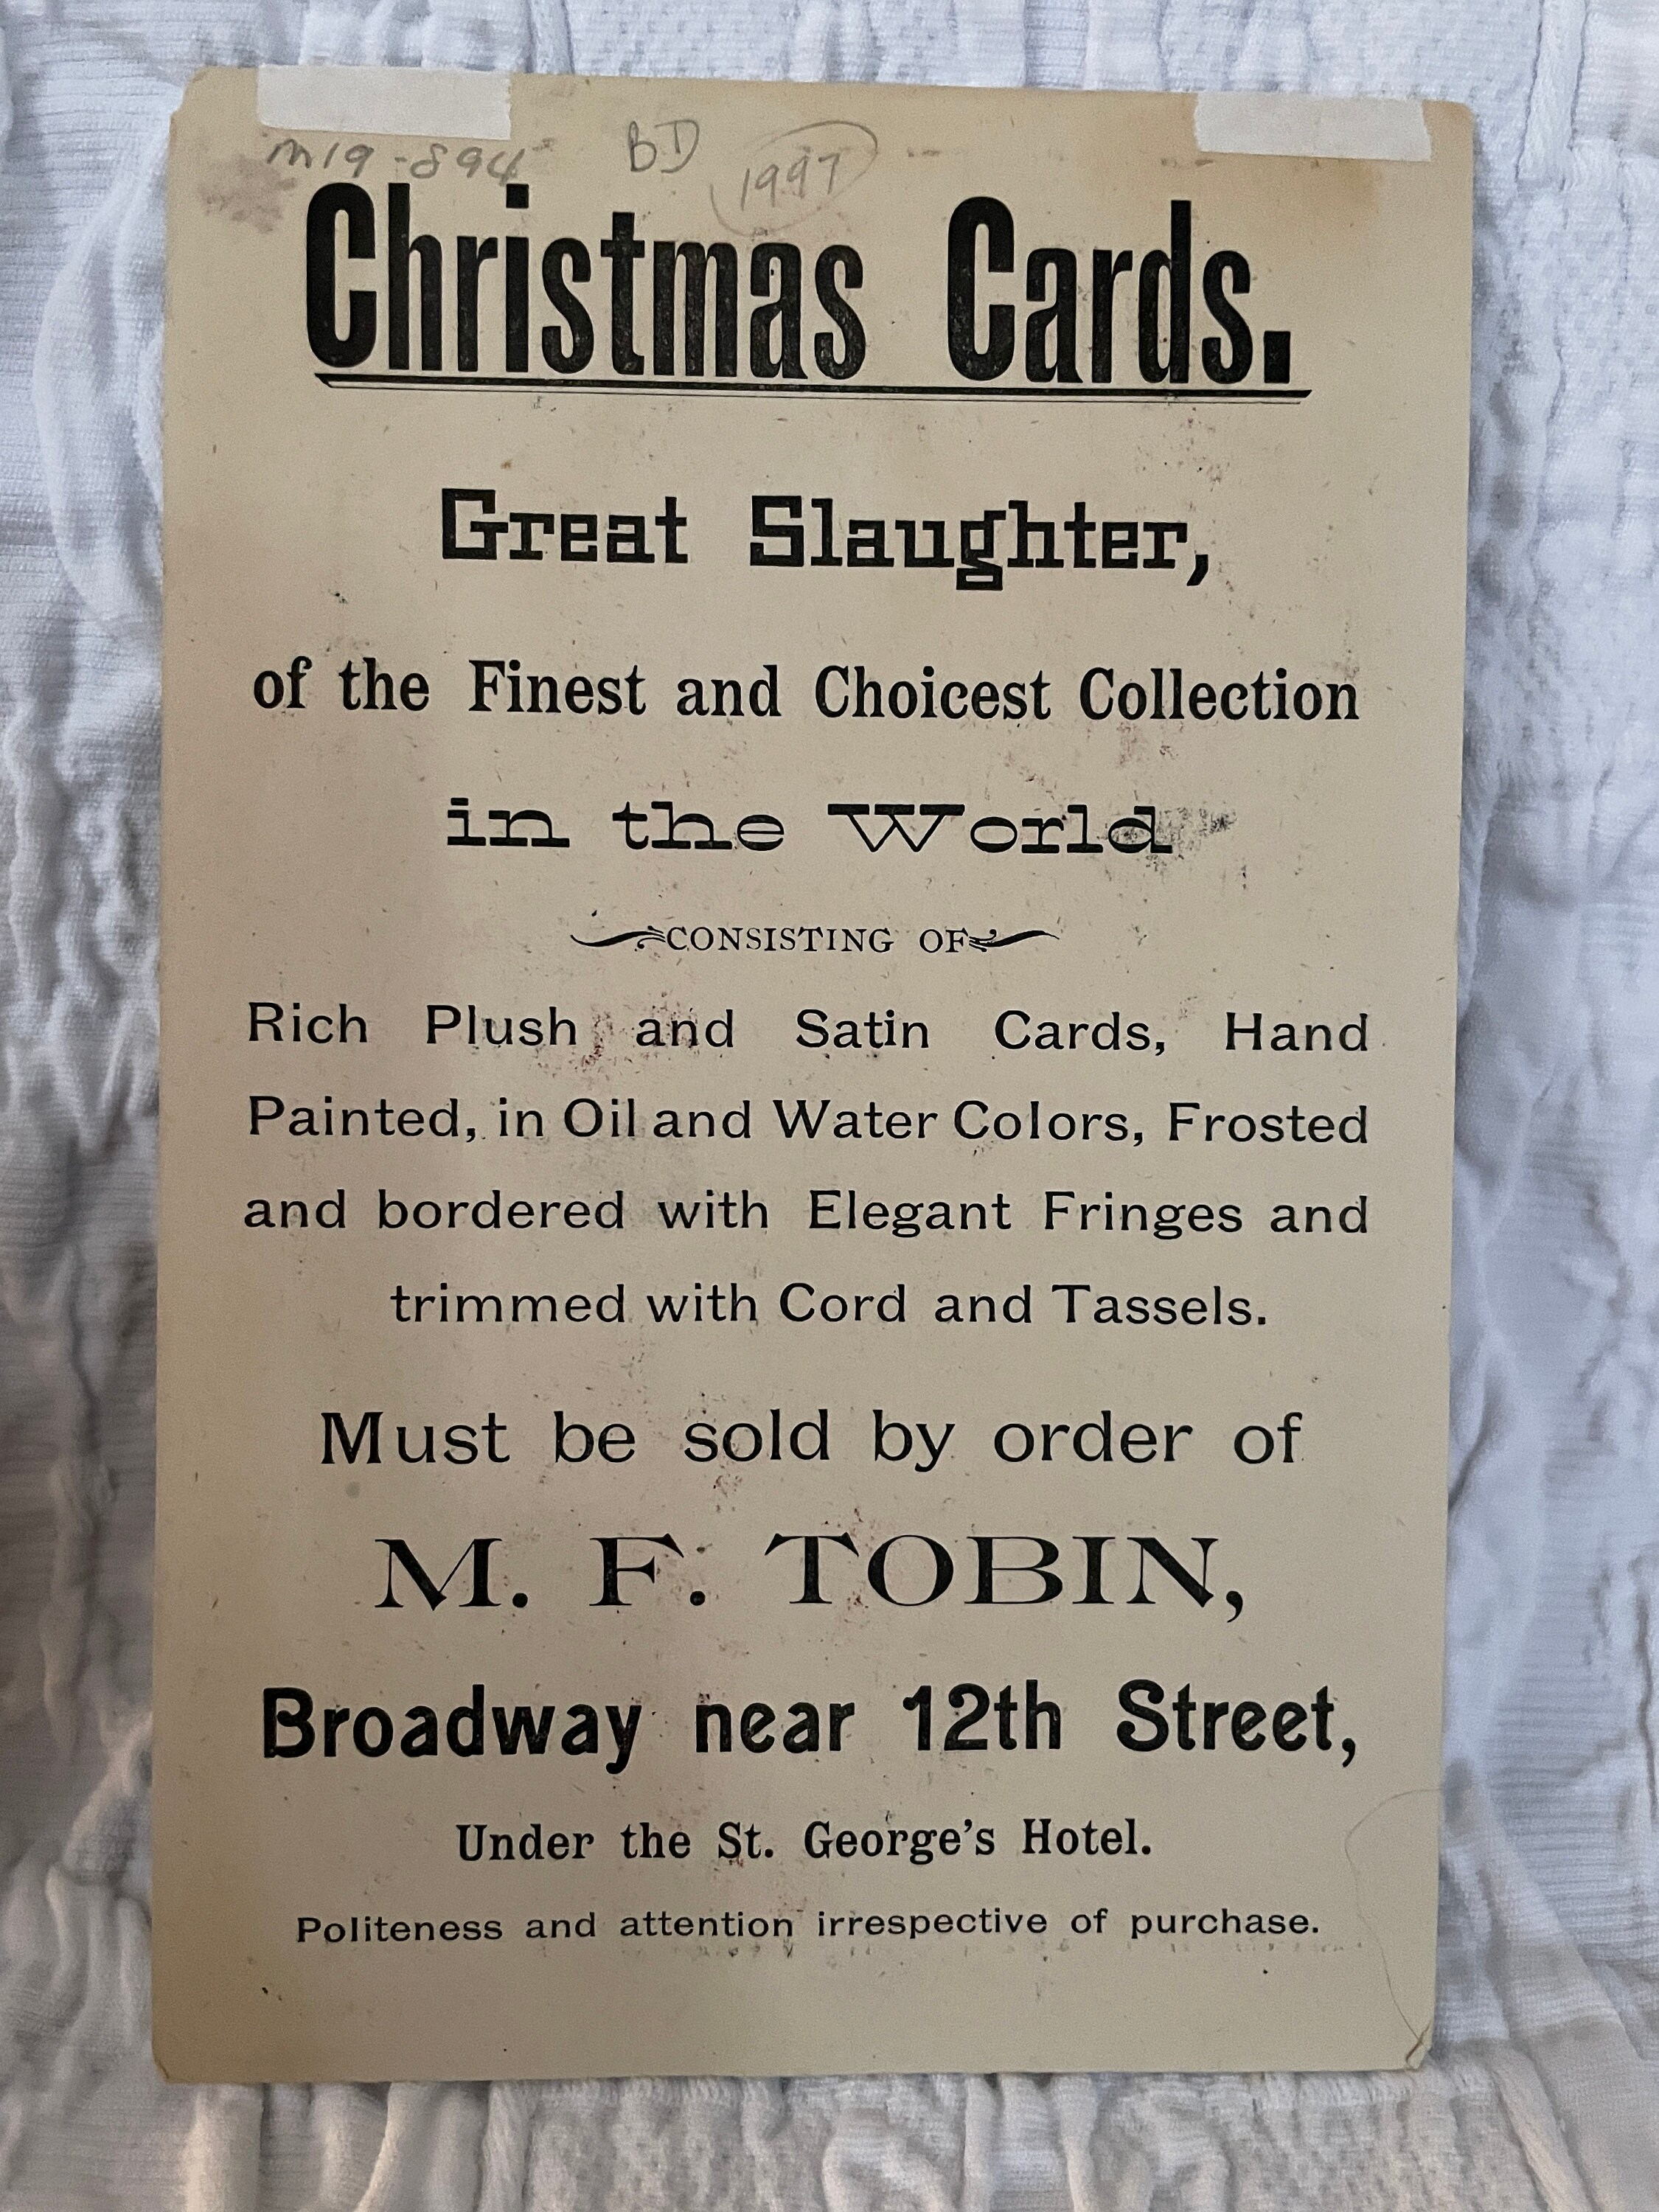 m19-894 BD 1997
Christmas Cards.
Great Slaughter,
of the Finest and Choicest Collection
in the World
CONSISTING OF
Rich Plush and Satin Cards, Hand
Painted, in Oil and Water Colors, Frosted
and bordered with Elegant Fringes and
trimmed with Cord and Tassels.
Must be sold by order of
M. F. TOBIN,
Broadway near 12th Street,
Under the St. George's Hotel.
Politeness and attention irrespective of purchase.